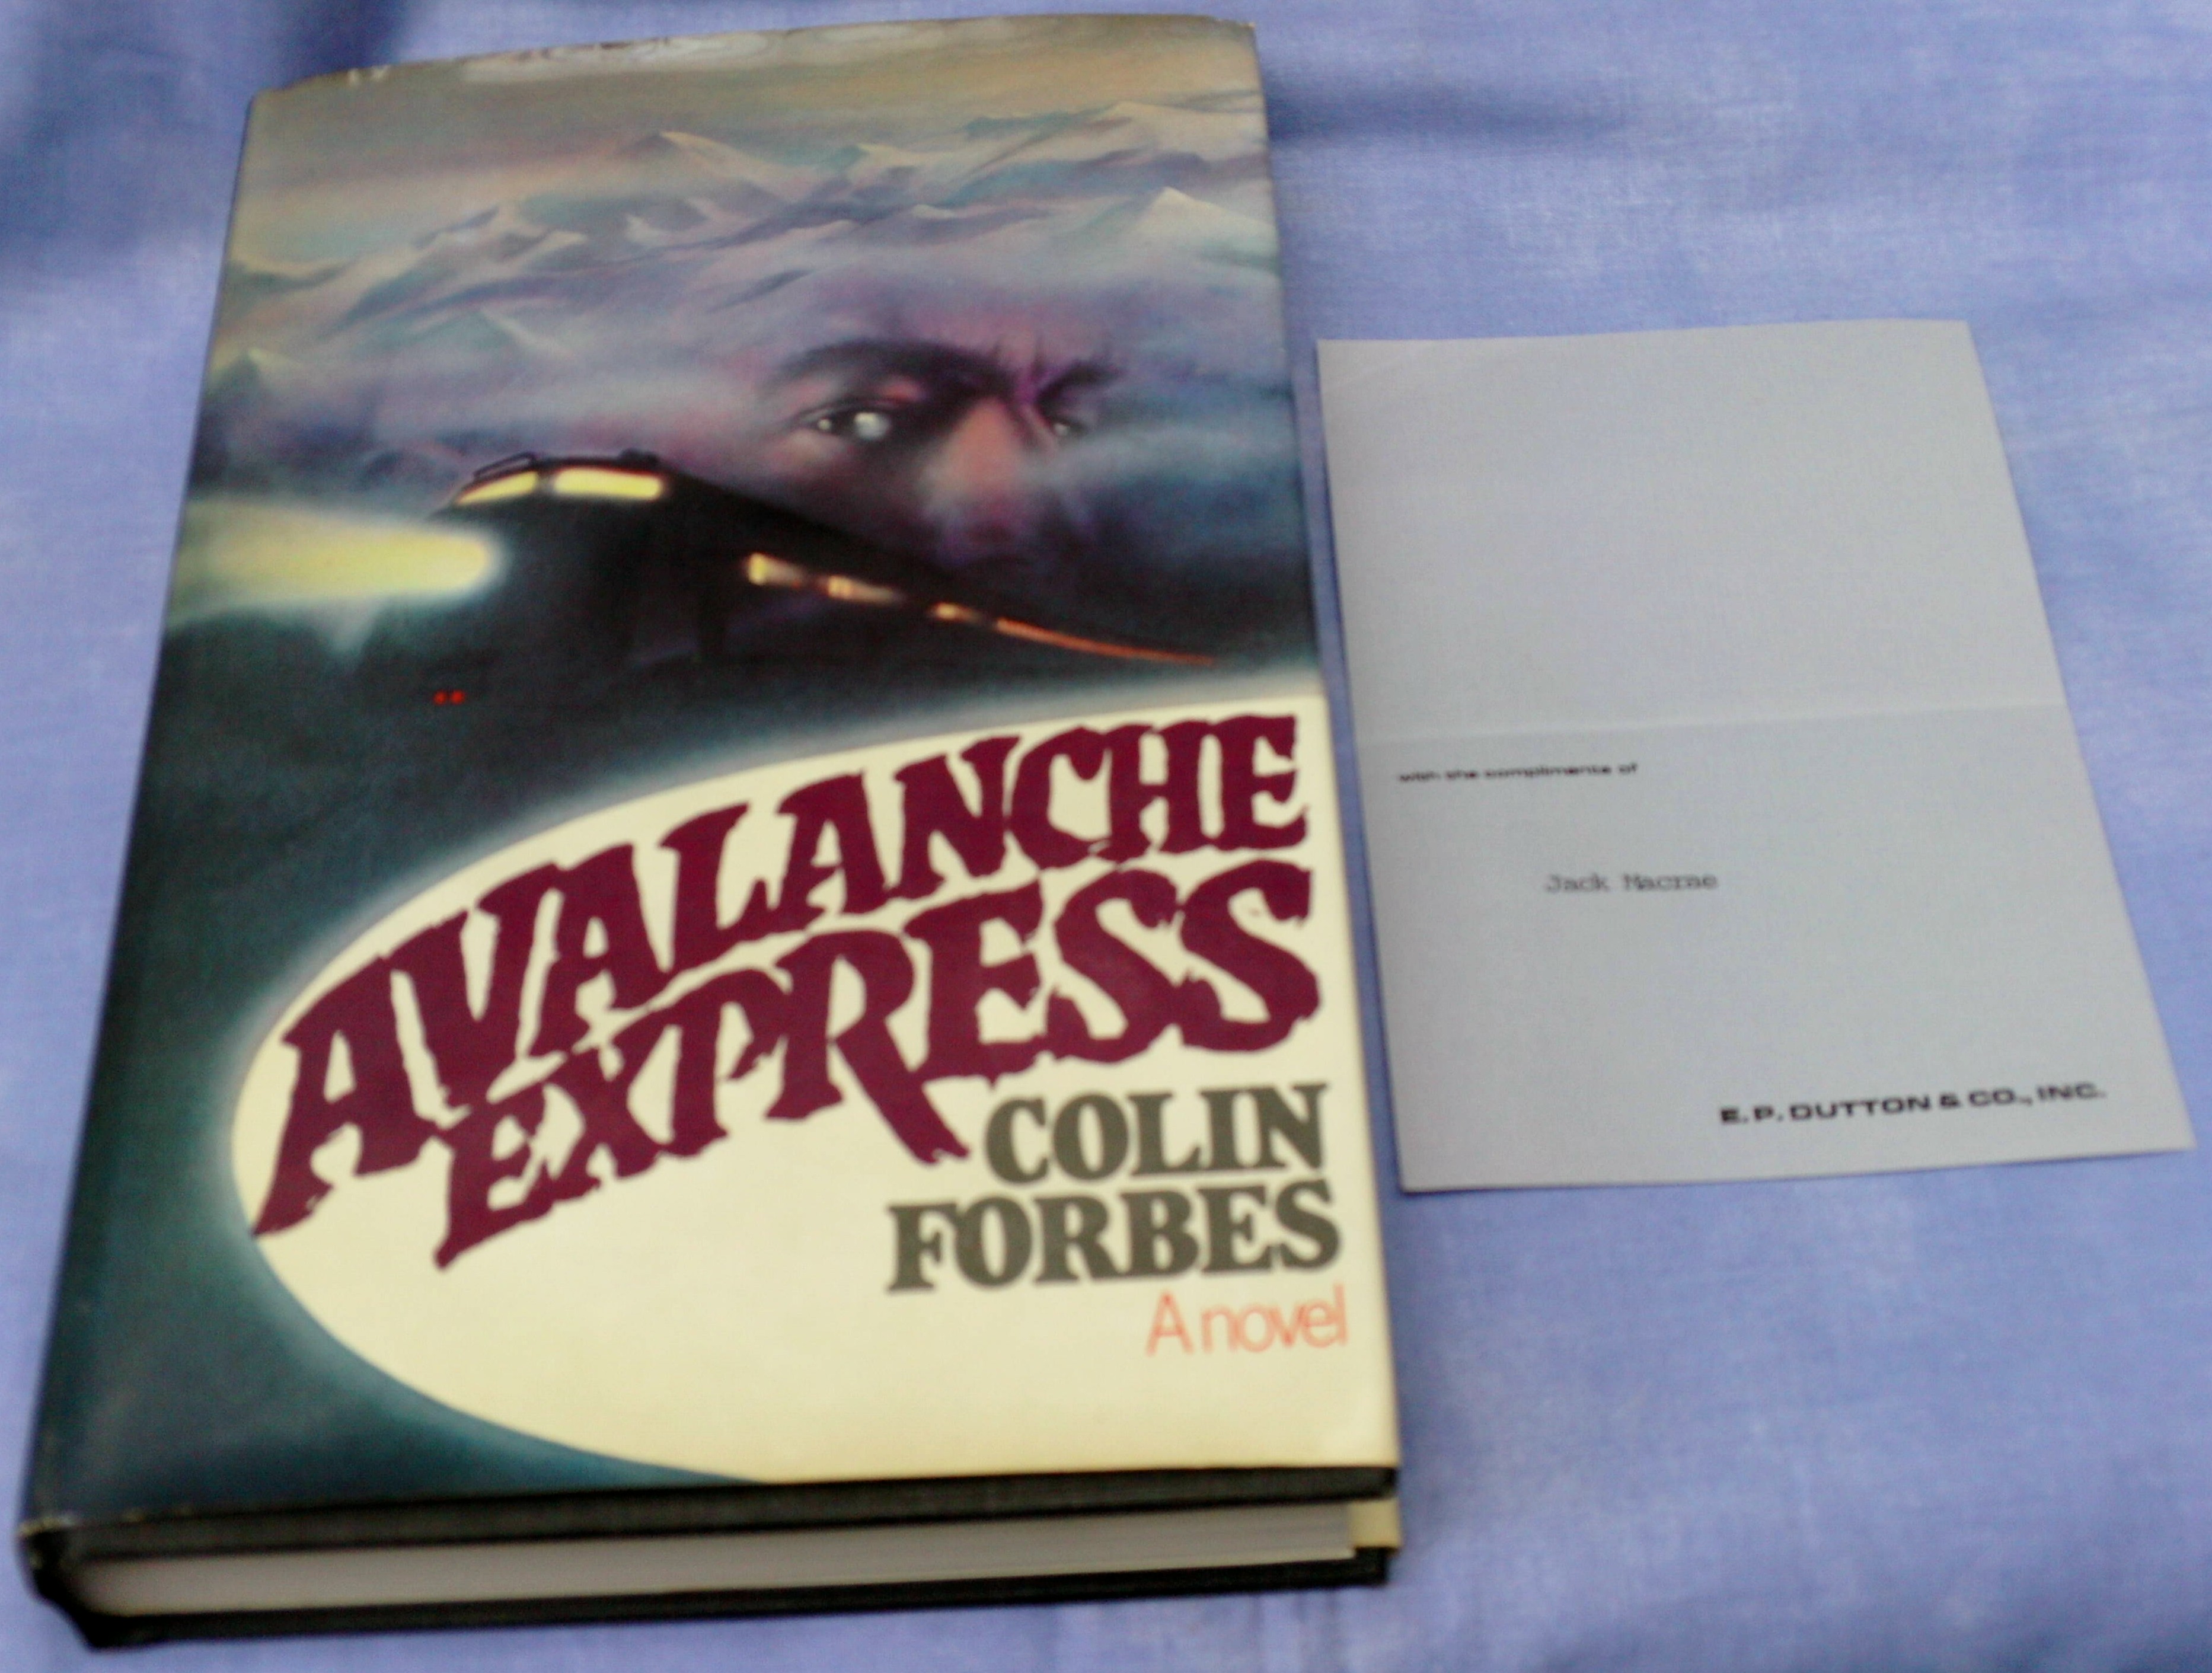 AVALANCHE
EXPRESS
COLIN
FORBES
A novel
with the compliments of
Jack Macrae
E.P. DUTTON & CO., INC.